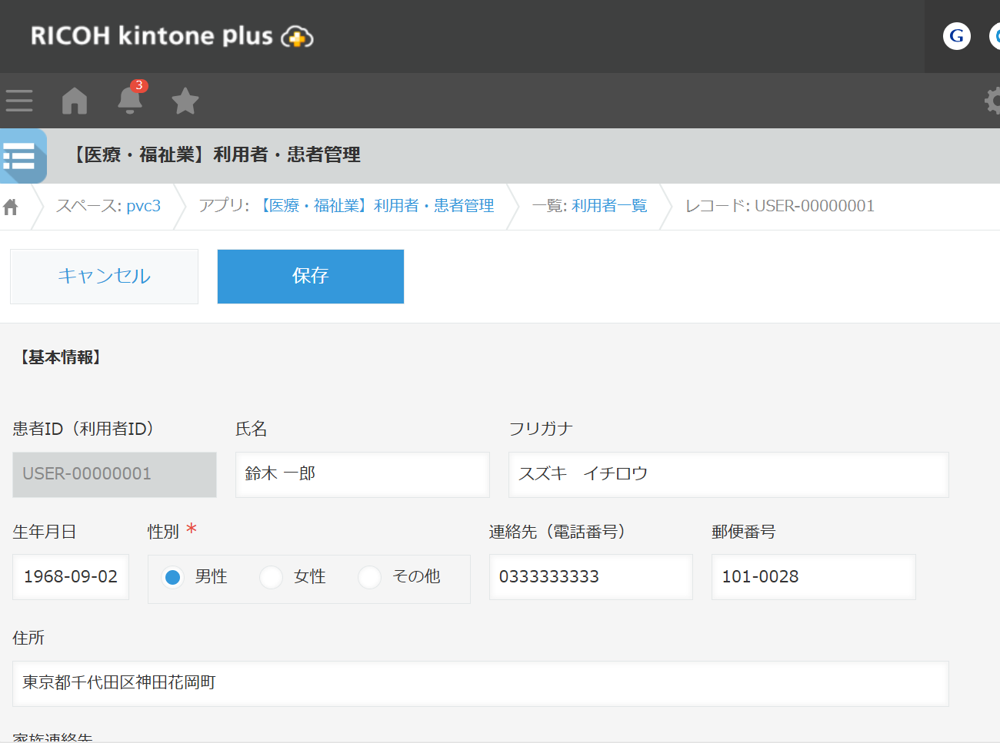 RICOH kintone plus
G
3
【医療・福祉業】利用者・患者管理
スペース: pvc3 アプリ: 【医療・福祉業】利用者・患者管理 一覧: 利用者一覧 レコード: USER-00000001
キャンセル 保存
【基本情報】
患者ID（利用者ID） 氏名 フリガナ
USER-00000001 鈴木 一郎 スズキ　イチロウ
生年月日 性別 * 連絡先（電話番号） 郵便番号
1968-09-02 男性 女性 その他 0333333333 101-0028
住所
東京都千代田区神田花岡町
家族連絡先